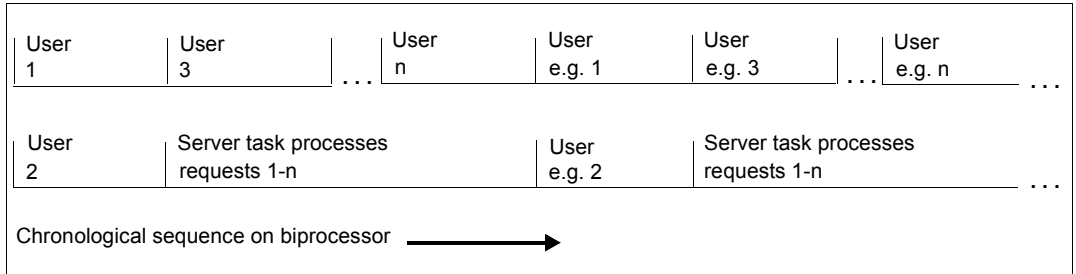 User User User User User User
1 3 ... n e.g. 1 e.g. 3 ... e.g. n ...
User Server task processes User Server task processes
2 requests 1-n e.g. 2 requests 1-n ...
Chronological sequence on biprocessor